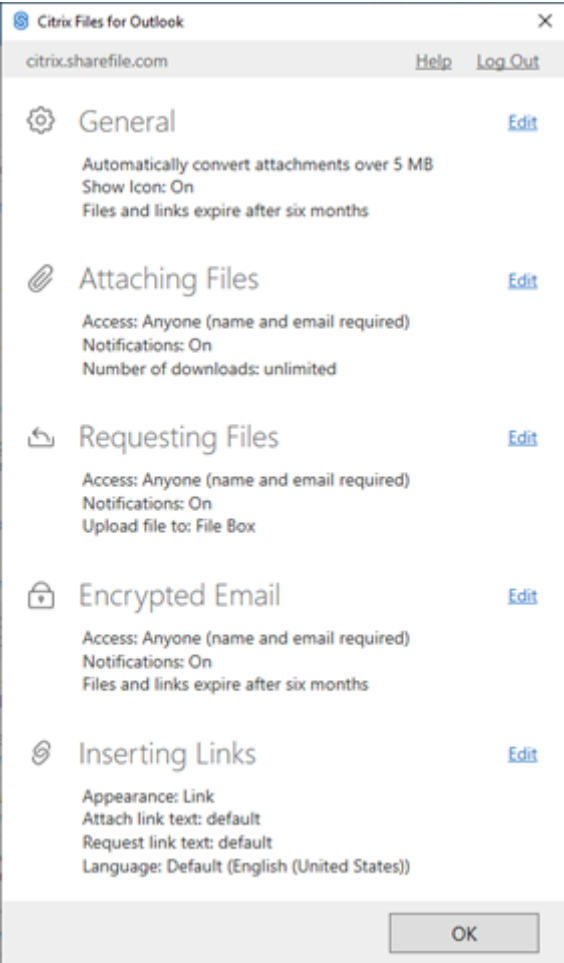 Citrix Files for Outlook
citrix.sharefile.com Help Log Out
General Edit
Automatically convert attachments over 5 MB
Show Icon: On
Files and links expire after six months
Attaching Files Edit
Access: Anyone (name and email required)
Notifications: On
Number of downloads: unlimited
Requesting Files Edit
Access: Anyone (name and email required)
Notifications: On
Upload file to: File Box
Encrypted Email Edit
Access: Anyone (name and email required)
Notifications: On
Files and links expire after six months
Inserting Links Edit
Appearance: Link
Attach link text: default
Request link text: default
Language: Default (English (United States))
OK